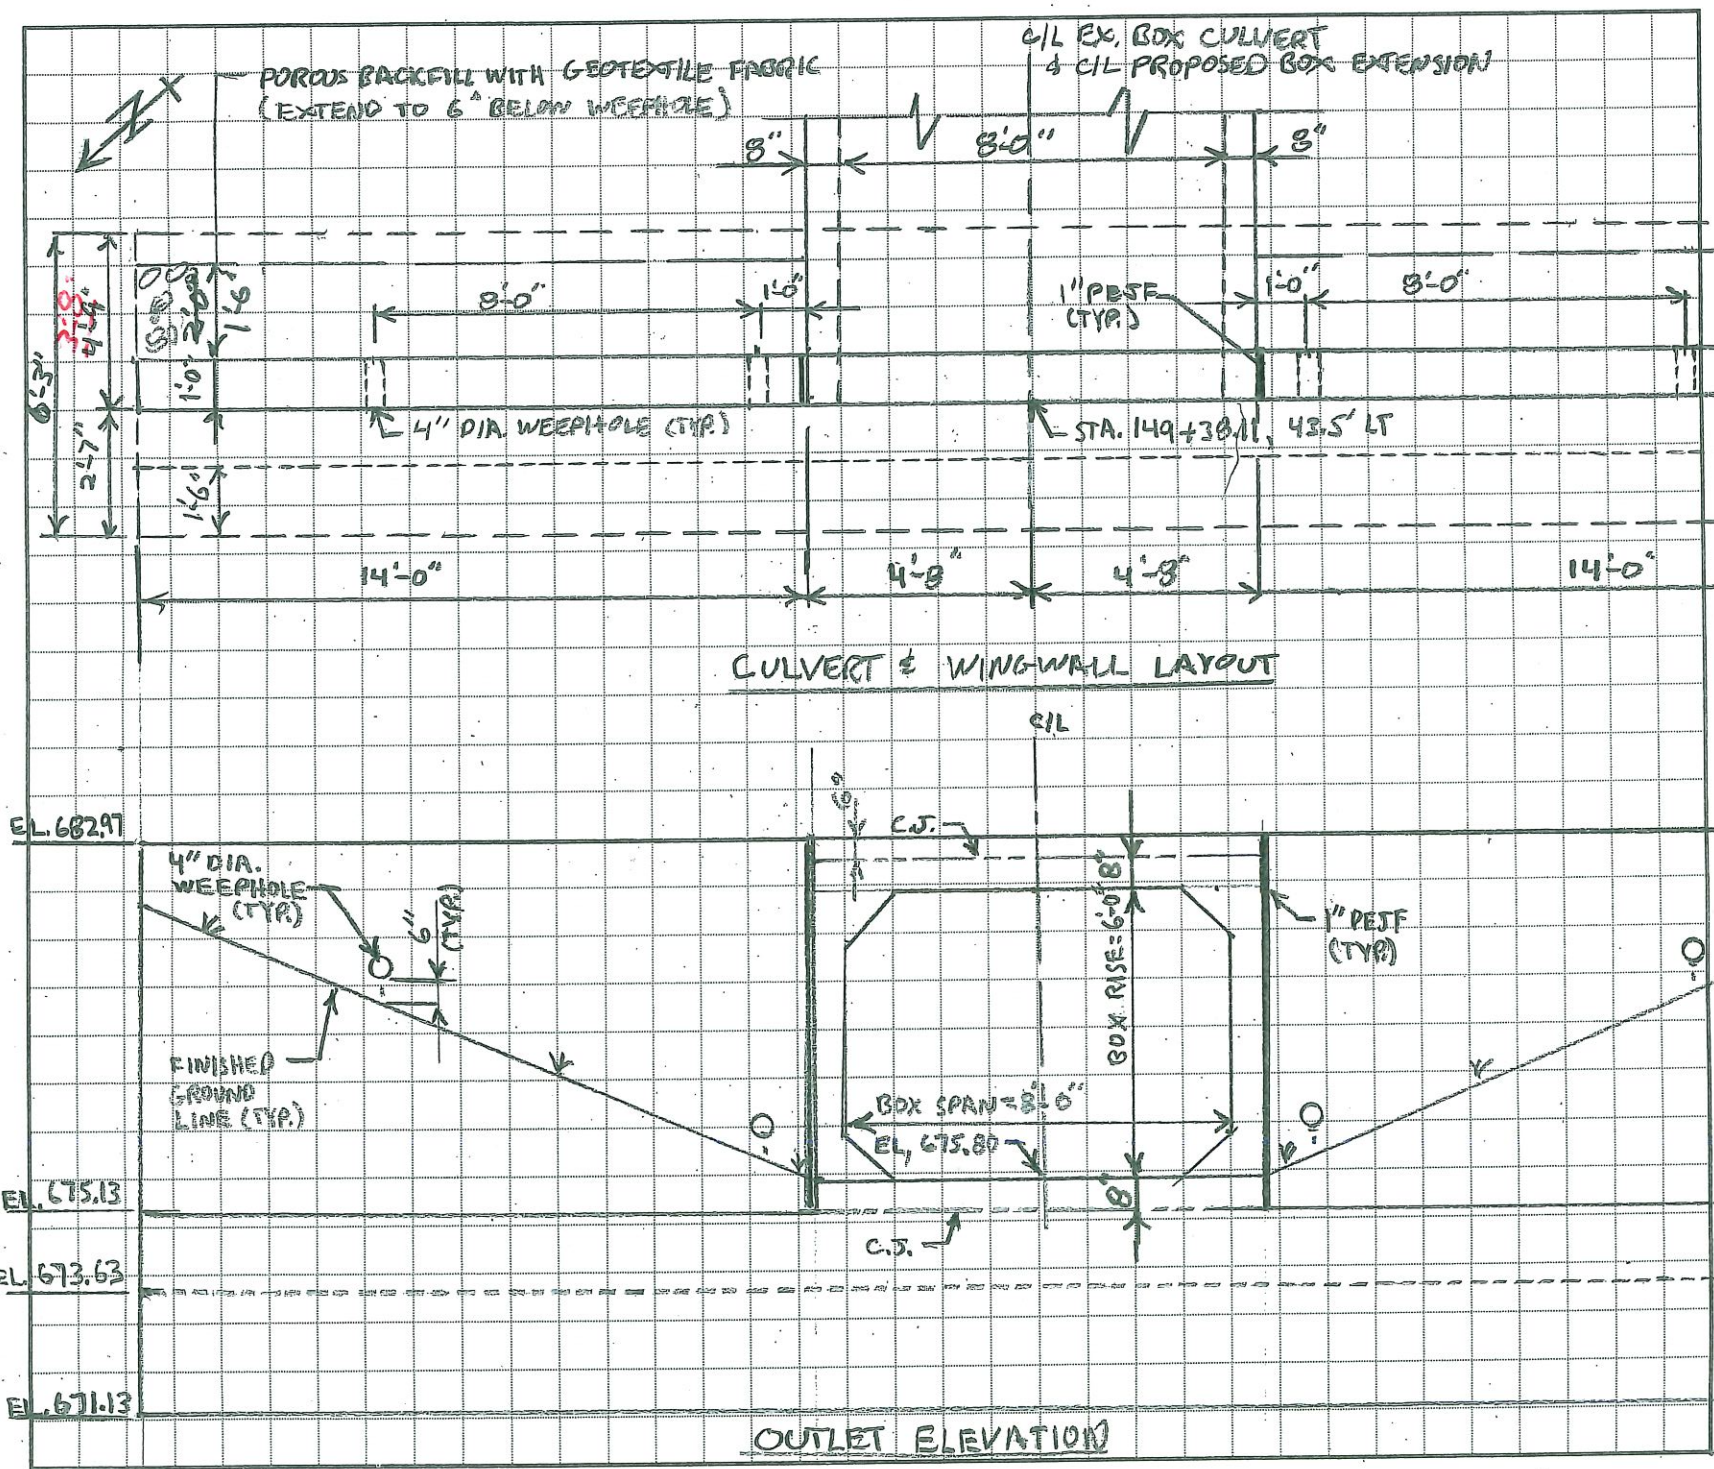 C/L EX. BOX CULVERT
& C/L PROPOSED BOX EXTENSION
POROUS BACKFILL WITH GEOTEXTILE FABRIC
(EXTEND TO 6" BELOW WEEPHOLE)
8"
8'-0"
8"
6'-3"
3'-8"
1'-6"
1'-0"
2'-7"
1'-6"
8'-0"
1'-0"
1" PEJF
(TYP.)
1'-0"
8'-0"
4" DIA. WEEPHOLE (TYP.)
STA. 149+38.11, 43.5' LT
14'-0"
4'-8"
4'-8"
14'-0"
CULVERT & WINGWALL LAYOUT
C/L
EL. 682.97
4" DIA.
WEEPHOLE
(TYP.)
6"
(TYP.)
6"
C.J.
8"
BOX RISE=6'-0"
1" PEJF
(TYP.)
FINISHED
GROUND
LINE (TYP.)
BOX SPAN=8'-0"
EL, 675.80
8"
EL. 675.13
C.J.
EL. 673.63
EL. 671.13
OUTLET ELEVATION